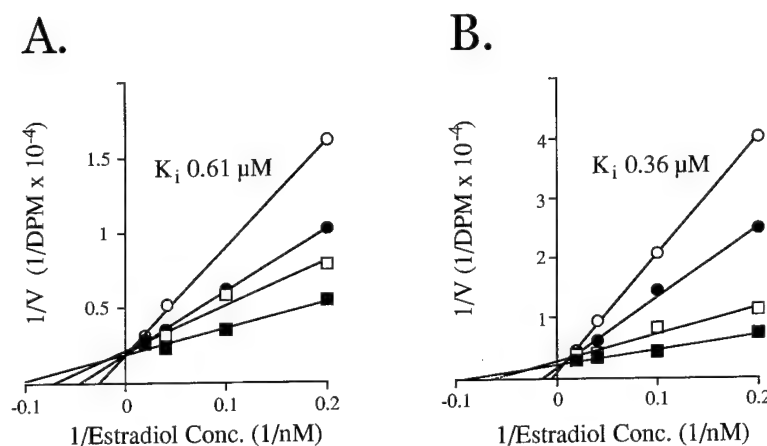 A.
1/V (1/DPM x 10-4)
1.5
1
0.5
Ki 0.61 µM
-0.1
0
0.1
0.2
1/Estradiol Conc. (1/nM)
B.
1/V (1/DPM x 10-4)
4
3
2
1
Ki 0.36 µM
-0.1
0
0.1
0.2
1/Estradiol Conc. (1/nM)